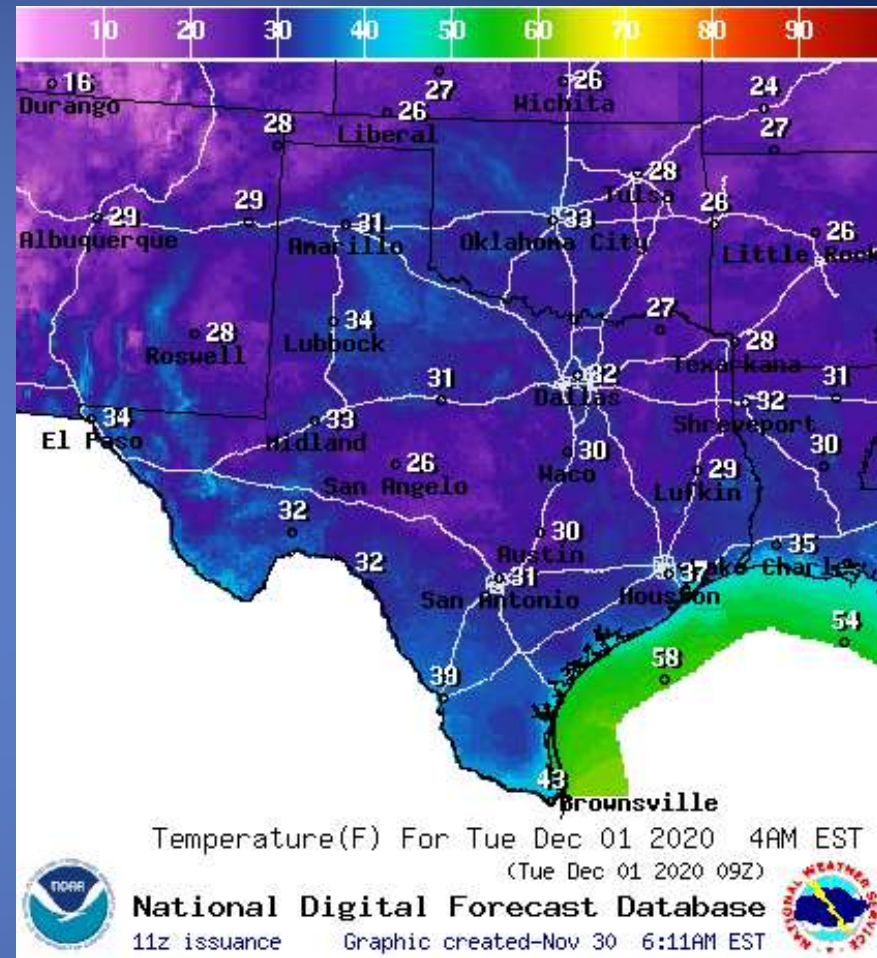 10 20 30 40 50 60 70 80 90
16 27 26 24
Durango Wichita
26
Liberal
28 27
28
Tulsa
29 29 31 33 26 26
Albuquerque Amarillo Oklahoma City Little Rock
28 34 27 28
Roswell Lubbock Texarkana
31 32 31
Dallas 32
34 33 Shreveport
El Paso Midland
26 30 29 30
San Angelo Waco Lufkin
32 30 35
Austin
32 31 37 Lake Charles
San Antonio Houston
54
58
39
43
Brownsville
Temperature(F) For Tue Dec 01 2020 4AM EST
(Tue Dec 01 2020 09Z)
NOAA
National Digital Forecast Database
NATIONAL WEATHER SERVICE
11z issuance Graphic created-Nov 30 6:11AM EST